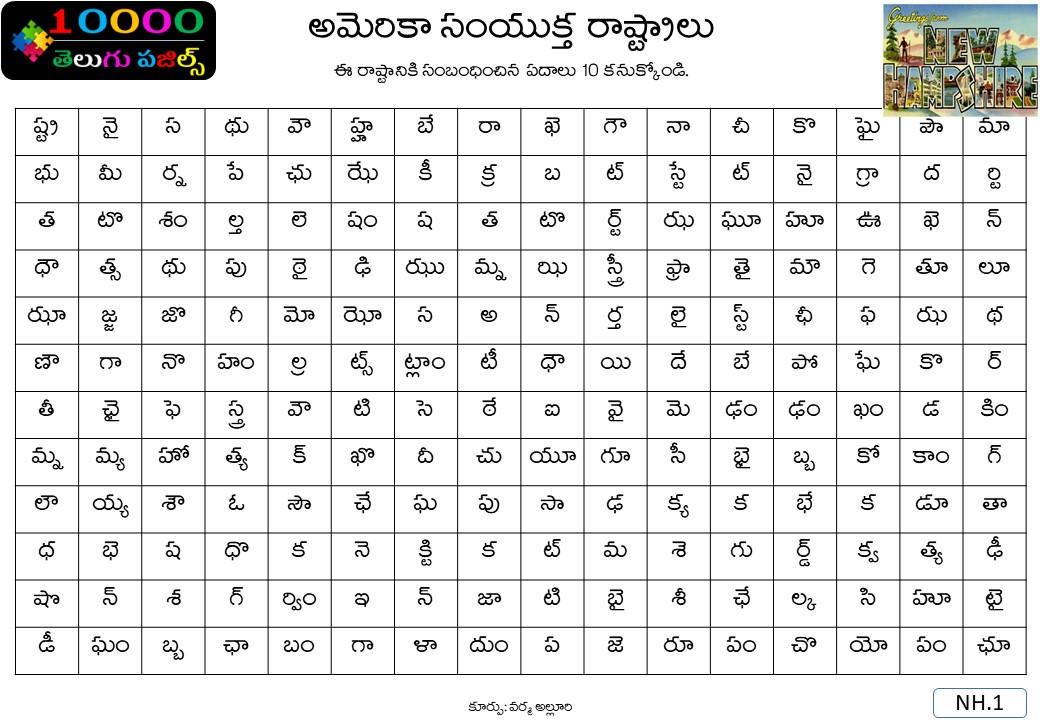 10000
తెలుగు పజిల్స్
అమెరికా సంయుక్త రాష్ట్రాలు
ఈ రాష్ట్రానికి సంబంధించిన పదాలు 10 కనుక్కోండి.
Greetings from
NEW
HAMPSHIRE
ష్ట్ర నై స థు వౌ హ్హ బే రా ఖె గౌ నా చీ కొ ఘై పౌ మా
భు మీ ర్న పే ఛు ఝే కీ క్ర బ ట్ స్టే ట్ నై గ్రా ద ర్టి
త టొ శం ల్త లె షం ష త టొ ర్ట్ ఝ ఘూ హూ ఊ ఖె న్
ధౌ త్స థు పు ఠై ఢి ఝు మ్న ఝి స్త్రీ ఫ్రా తై మౌ గె తూ లూ
ఝా జ్జ జొ గీ మో ఝో స అ న్ ర్త లై స్ట్ ఛీ ఫ ఝ థ
ణౌ గా నొ హం ల్ర ట్స్ ట్లాం టీ ధౌ యి దే బే పో ఘే కొ ర్
తీ ఛై ఫె స్త్ర వౌ టి సె ఠే ఐ వై మె ఢం ఢం ఖం డ కిం
మ్న మ్య హో త్య క్ ఖొ దీ చు యూ గూ సీ భై బ్బ కో కాం గ్
లౌ య్య శౌ ఓ సౌ ఛే ఘ పు సా ఢ క్య క భే క డూ తా
ధ భె ష ధొ క నె క్టి క ట్ మ శె గు ర్డ్ క్వ త్య ఢీ
షొ న్ శ గ్ ర్విం ఇ న్ జా టి బై శీ ఛే ల్క సి హూ టై
డీ ఘం బ్బ ఛా బం గా ళా దుం ప జె రూ పం చొ యో పం ఛూ
కూర్పు: వర్మ అల్లూరి
NH.1